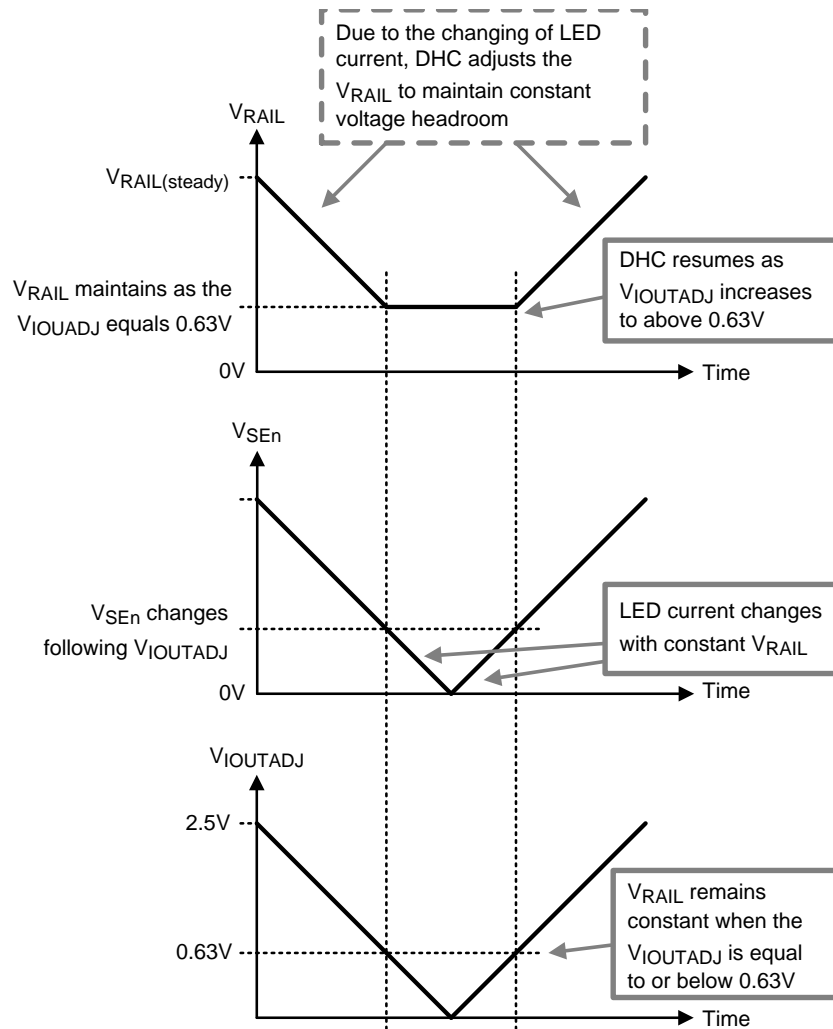 Due to the changing of LED
current, DHC adjusts the
VRAIL to maintain constant
voltage headroom
VRAIL
VRAIL(steady)
DHC resumes as
VIOUTADJ increases
to above 0.63V
VRAIL maintains as the
VIOUADJ equals 0.63V
0V
Time
VSEn
VSEn changes
following VIOUTADJ
LED current changes
with constant VRAIL
0V
Time
VIOUTADJ
2.5V
0.63V
VRAIL remains
constant when the
VIOUTADJ is equal
to or below 0.63V
Time